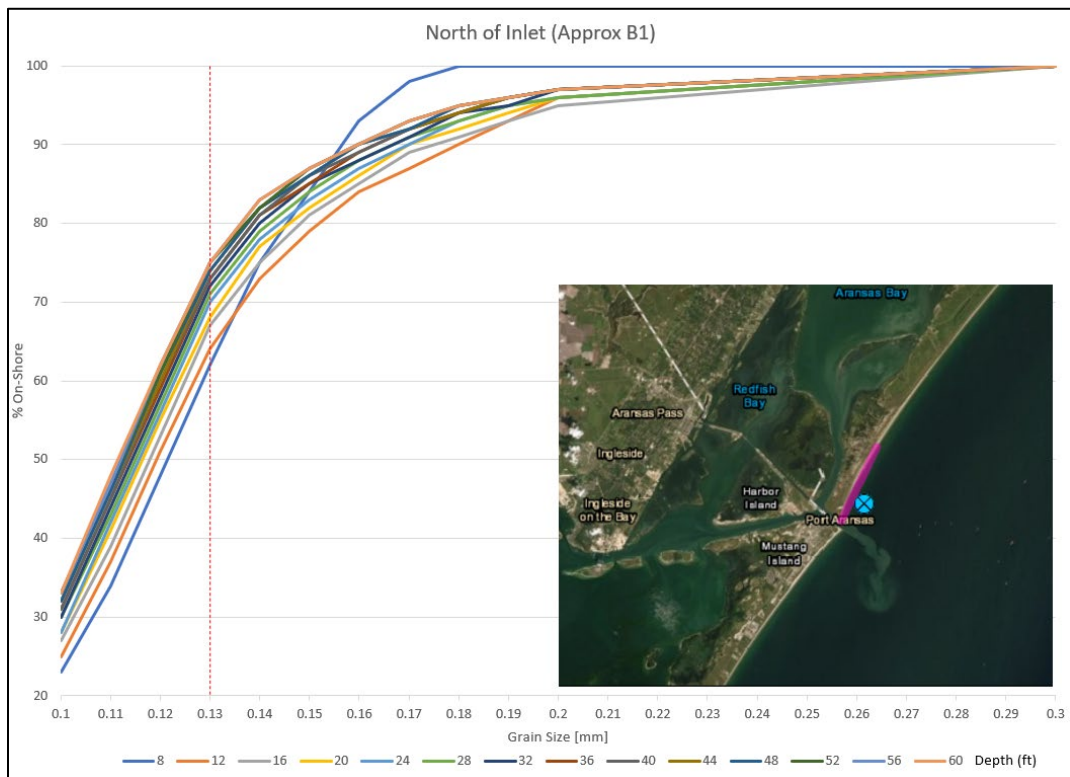 North of Inlet (Approx B1)
100
90
80
70
60
50
40
30
20
% On-Shore
0.1 0.11 0.12 0.13 0.14 0.15 0.16 0.17 0.18 0.19 0.2 0.21 0.22 0.23 0.24 0.25 0.26 0.27 0.28 0.29 0.3
Grain Size [mm]
8 12 16 20 24 28 32 36 40 44 48 52 56 60 Depth (ft)
Aransas Bay
Redfish
Bay
Aransas Pass
Ingleside
Ingleside
on the Bay
Harbor
Island
Port Aransas
Mustang
Island